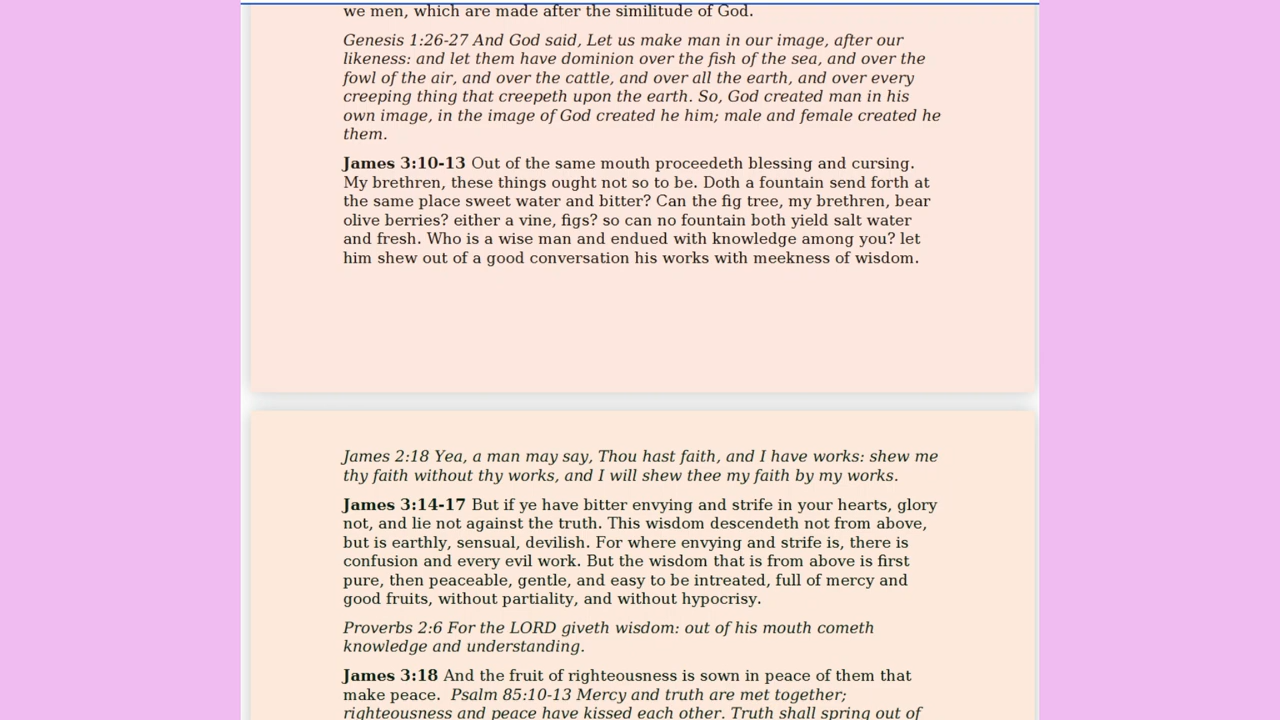 we men, which are made after the similitude of God.
Genesis 1:26-27 And God said, Let us make man in our image, after our
likeness: and let them have dominion over the fish of the sea, and over the
fowl of the air, and over the cattle, and over all the earth, and over every
creeping thing that creepeth upon the earth. So, God created man in his
own image, in the image of God created he him; male and female created he
them.
James 3:10-13 Out of the same mouth proceedeth blessing and cursing.
My brethren, these things ought not so to be. Doth a fountain send forth at
the same place sweet water and bitter? Can the fig tree, my brethren, bear
olive berries? either a vine, figs? so can no fountain both yield salt water
and fresh. Who is a wise man and endued with knowledge among you? let
him shew out of a good conversation his works with meekness of wisdom.
James 2:18 Yea, a man may say, Thou hast faith, and I have works: shew me
thy faith without thy works, and I will shew thee my faith by my works.
James 3:14-17 But if ye have bitter envying and strife in your hearts, glory
not, and lie not against the truth. This wisdom descendeth not from above,
but is earthly, sensual, devilish. For where envying and strife is, there is
confusion and every evil work. But the wisdom that is from above is first
pure, then peaceable, gentle, and easy to be intreated, full of mercy and
good fruits, without partiality, and without hypocrisy.
Proverbs 2:6 For the LORD giveth wisdom: out of his mouth cometh
knowledge and understanding.
James 3:18 And the fruit of righteousness is sown in peace of them that
make peace.  Psalm 85:10-13 Mercy and truth are met together;
righteousness and peace have kissed each other. Truth shall spring out of